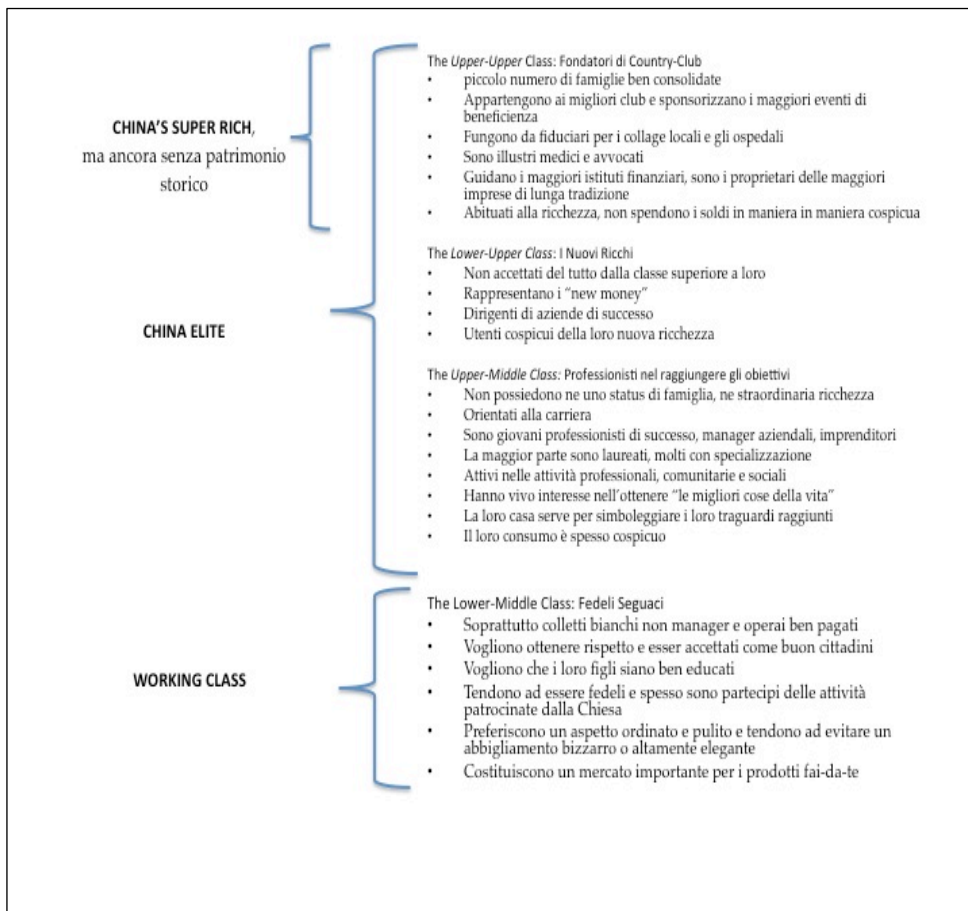 CHINA'S SUPER RICH,
ma ancora senza patrimonio
storico
The Upper-Upper Class: Fondatori di Country-Club
• piccolo numero di famiglie ben consolidate
• Appartengono ai migliori club e sponsorizzano i maggiori eventi di
beneficienza
• Fungono da fiduciari per i collage locali e gli ospedali
• Sono illustri medici e avvocati
• Guidano i maggiori istituti finanziari, sono i proprietari delle maggiori
imprese di lunga tradizione
• Abituati alla ricchezza, non spendono i soldi in maniera in maniera cospicua
CHINA ELITE
The Lower-Upper Class: I Nuovi Ricchi
• Non accettati del tutto dalla classe superiore a loro
• Rappresentano i "new money"
• Dirigenti di aziende di successo
• Utenti cospicui della loro nuova ricchezza
The Upper-Middle Class: Professionisti nel raggiungere gli obiettivi
• Non possiedono ne uno status di famiglia, ne straordinaria ricchezza
• Orientati alla carriera
• Sono giovani professionisti di successo, manager aziendali, imprenditori
• La maggior parte sono laureati, molti con specializzazione
• Attivi nelle attività professionali, comunitarie e sociali
• Hanno vivo interesse nell'ottenere "le migliori cose della vita"
• La loro casa serve per simboleggiare i loro traguardi raggiunti
• Il loro consumo è spesso cospicuo
WORKING CLASS
The Lower-Middle Class: Fedeli Seguaci
• Soprattutto colletti bianchi non manager e operai ben pagati
• Vogliono ottenere rispetto e esser accettati come buon cittadini
• Vogliono che i loro figli siano ben educati
• Tendono ad essere fedeli e spesso sono partecipi delle attività
patrocinate dalla Chiesa
• Preferiscono un aspetto ordinato e pulito e tendono ad evitare un
abbigliamento bizzarro o altamente elegante
• Costituiscono un mercato importante per i prodotti fai-da-te